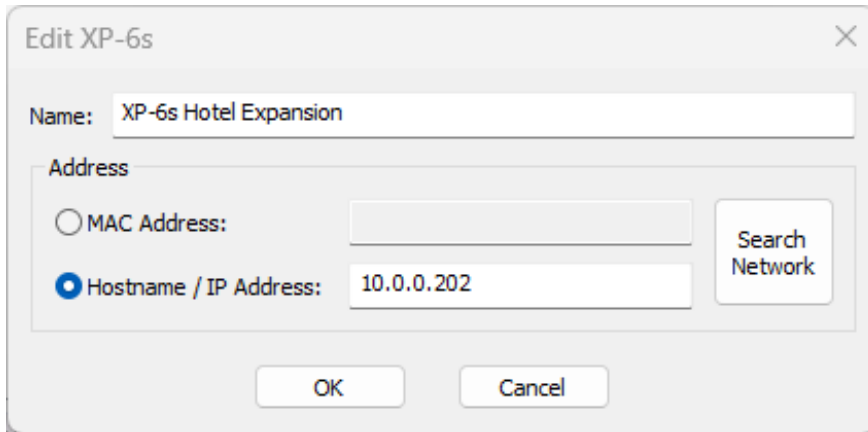 Edit XP-6s
Name: XP-6s Hotel Expansion
Address
MAC Address:
Hostname / IP Address: 10.0.0.202
Search
Network
OK Cancel